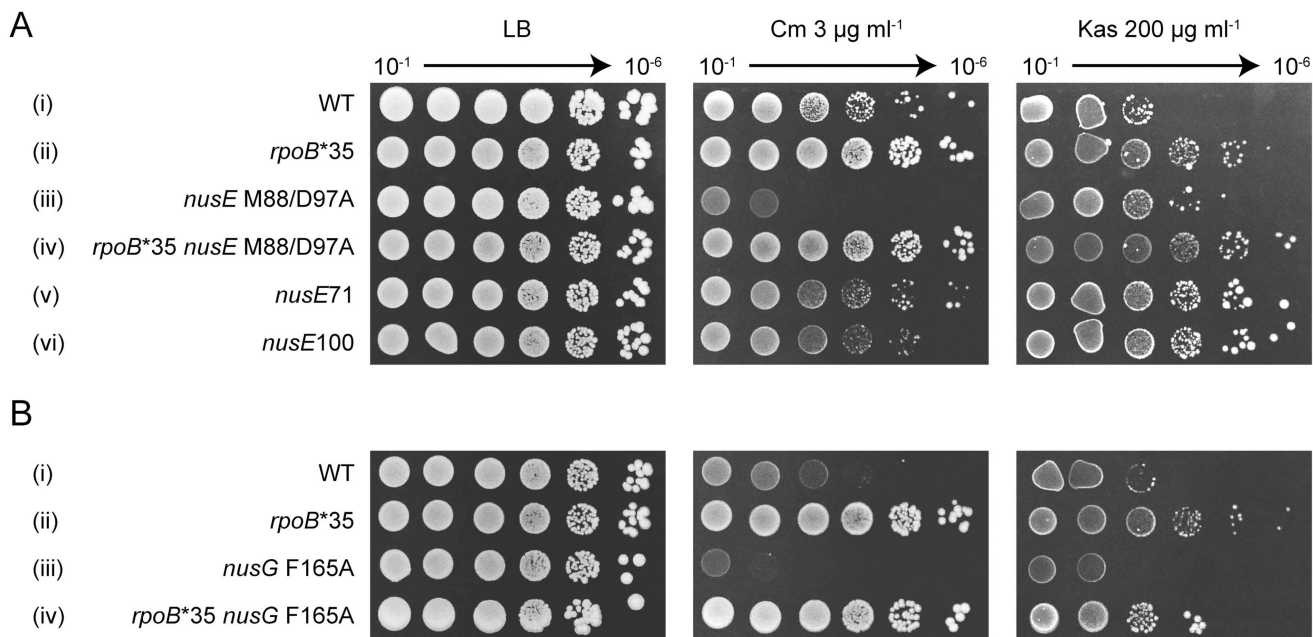 A
LB Cm 3 µg ml-1 Kas 200 µg ml-1
10-1 10-6 10-1 10-6 10-1 10-6
(i) WT
(ii) rpoB*35
(iii) nusE M88/D97A
(iv) rpoB*35 nusE M88/D97A
(v) nusE71
(vi) nusE100
B
(i) WT
(ii) rpoB*35
(iii) nusG F165A
(iv) rpoB*35 nusG F165A